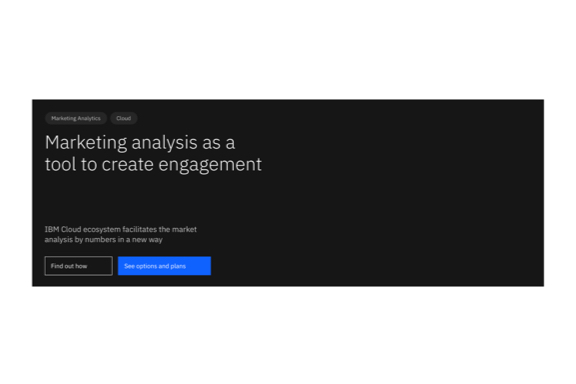 Marketing Analytics Cloud
Marketing analysis as a
tool to create engagement
IBM Cloud ecosystem facilitates the market
analysis by numbers in a new way
Find out how See options and plans